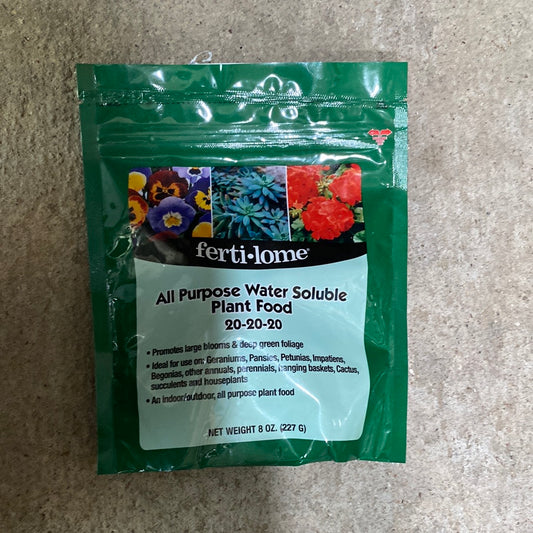 ferti•lome
All Purpose Water Soluble
Plant Food
20-20-20
• Promotes large blooms & deep green foliage
• Ideal for use on: Geraniums, Pansies, Petunias, Impatiens,
Begonias, other annuals, perennials, hanging baskets, Cactus,
succulents and houseplants
• An indoor/outdoor, all purpose plant food
NET WEIGHT 8 OZ. (227 G)